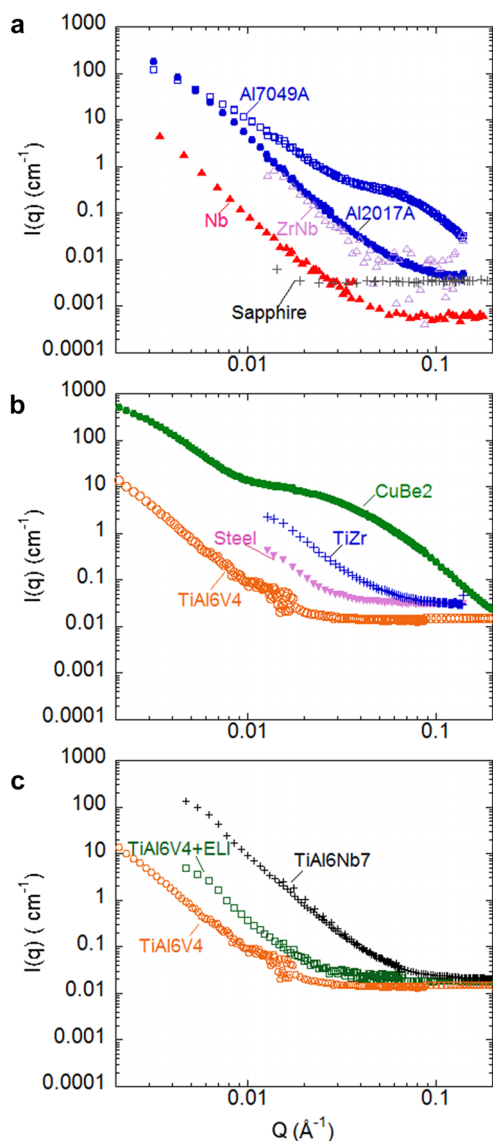 a
1000
100
10
1
0.1
0.01
0.001
0.0001
I(q) (cm⁻¹)
Al7049A
Nb
ZrNb
Al2017A
Sapphire
0.01
0.1
b
1000
100
10
1
0.1
0.01
0.001
0.0001
I(q) (cm⁻¹)
CuBe2
Steel
TiZr
TiAl6V4
0.01
0.1
c
1000
100
10
1
0.1
0.01
0.001
0.0001
I(q) ( cm⁻¹)
TiAl6V4+ELI
TiAl6Nb7
TiAl6V4
0.01
0.1
Q (Å⁻¹)